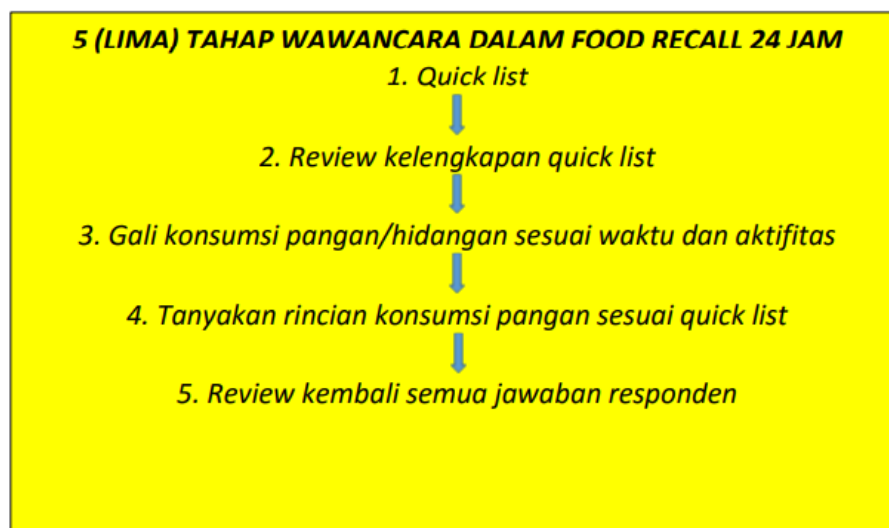 5 (LIMA) TAHAP WAWANCARA DALAM FOOD RECALL 24 JAM
1. Quick list
2. Review kelengkapan quick list
3. Gali konsumsi pangan/hidangan sesuai waktu dan aktifitas
4. Tanyakan rincian konsumsi pangan sesuai quick list
5. Review kembali semua jawaban responden